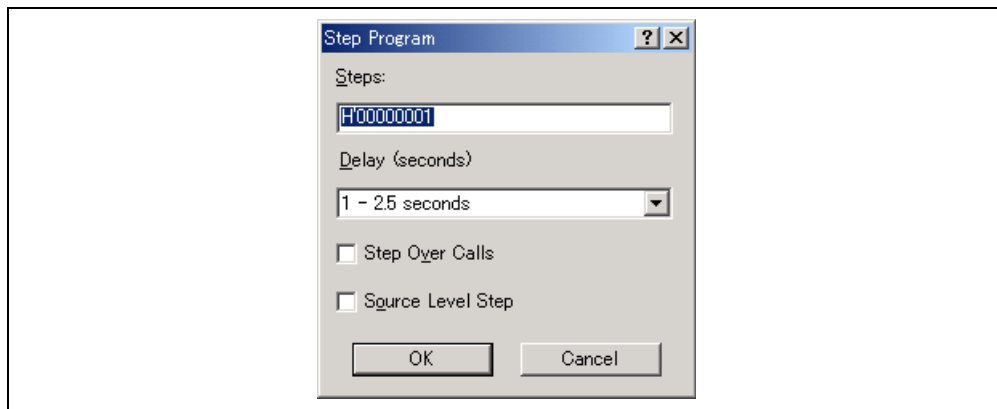 Step Program
Steps:
H'00000001
Delay (seconds)
1 - 2.5 seconds
Step Over Calls
Source Level Step
OK Cancel